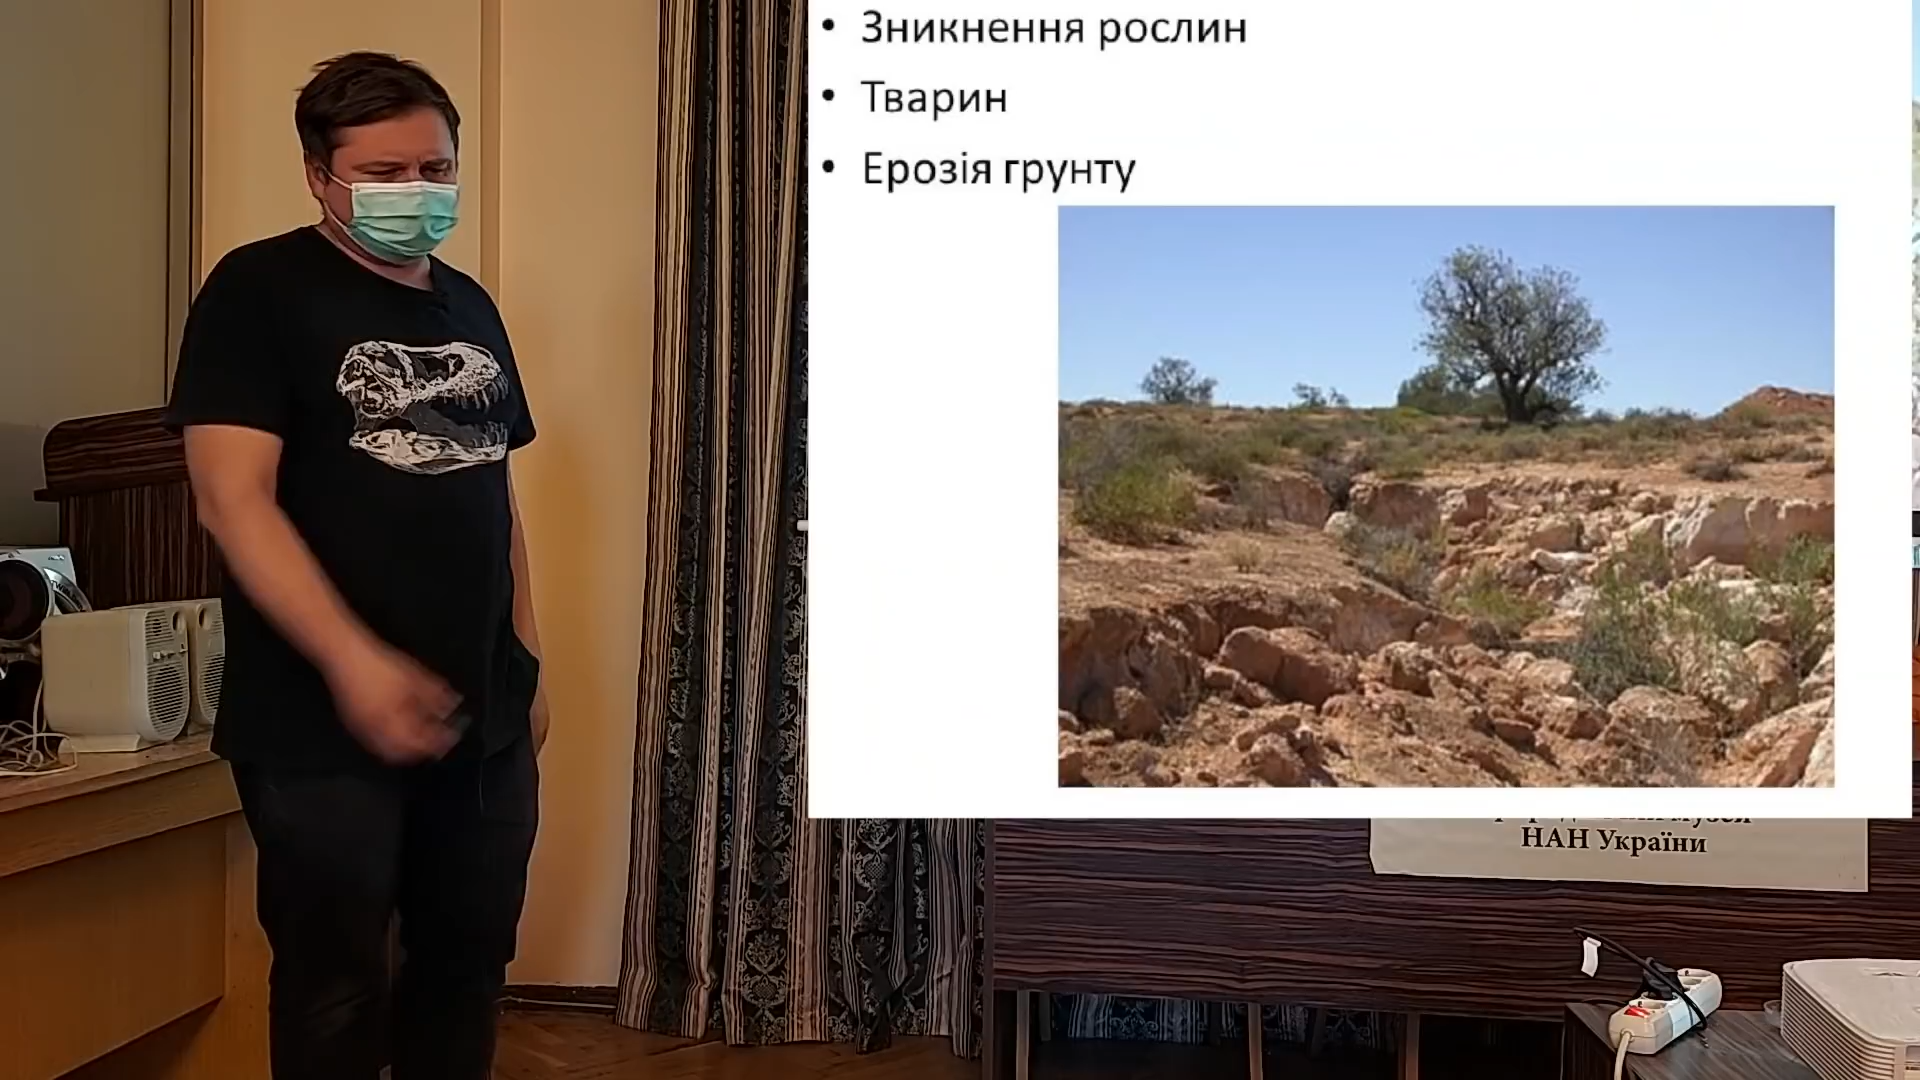 • Зникнення рослин
• Тварин
• Ерозія грунту
НАН України